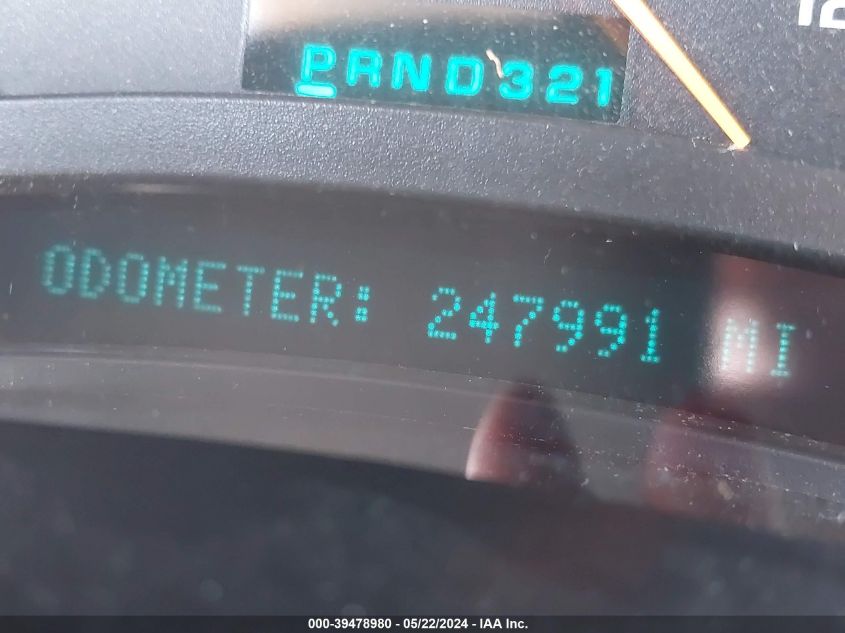 PRND321
ODOMETER: 247991 MI
000-39478980 - 05/22/2024 - IAA Inc.